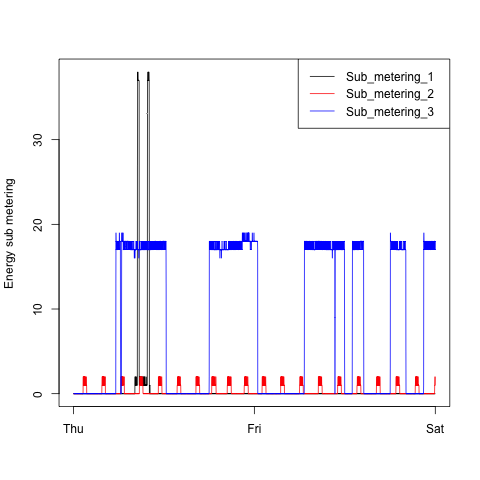 Sub_metering_1
Sub_metering_2
Sub_metering_3
Energy sub metering
30
20
10
0
Thu
Fri
Sat